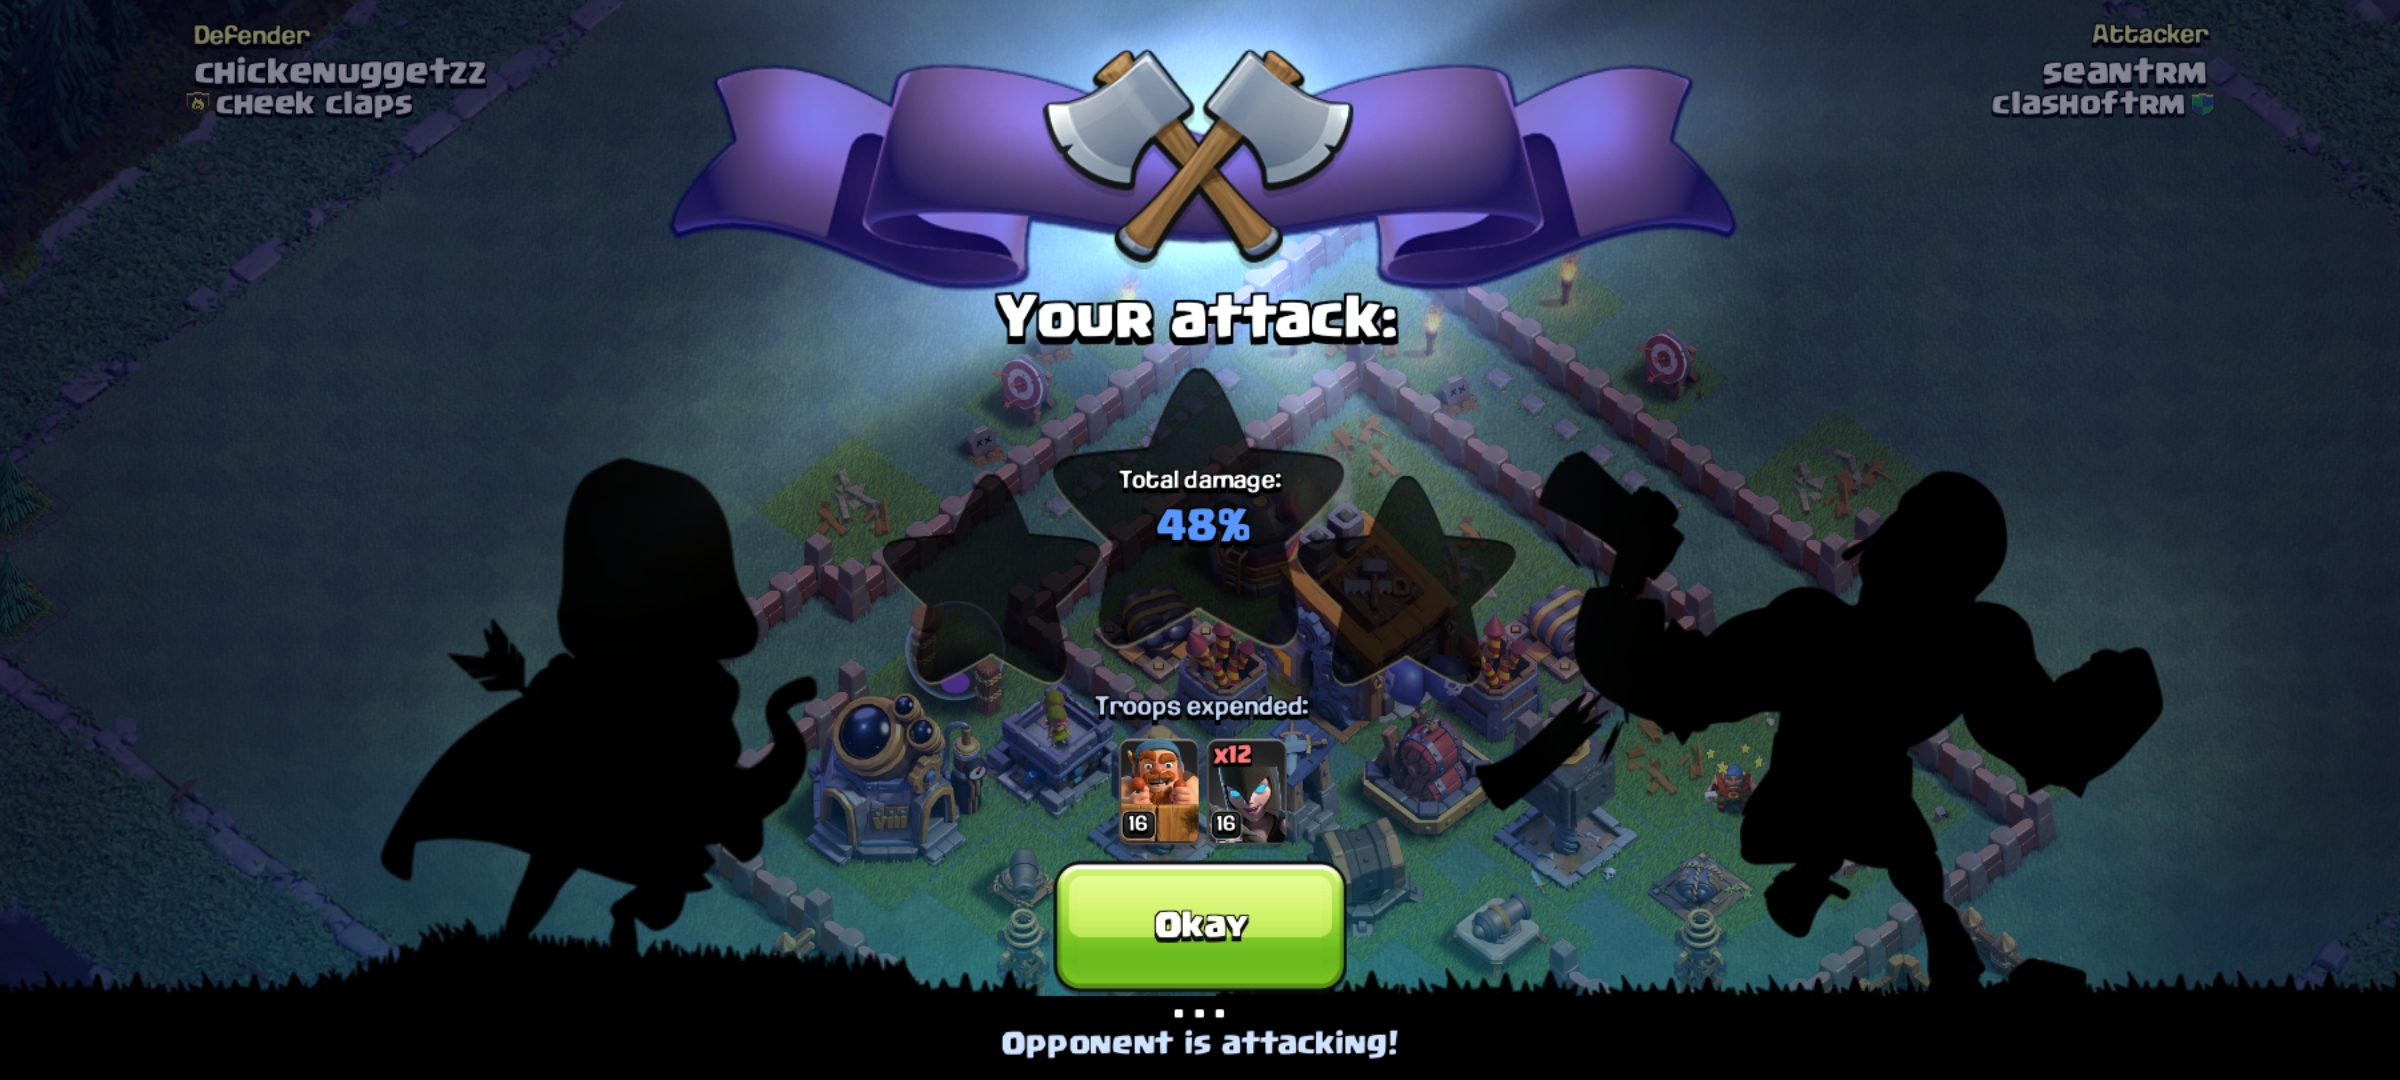 Defender
chickenuggetzz
cheek claps
Attacker
seantrm
clashoftrm
Your attack:
Total damage:
48%
Troops expended:
x12
16
16
VIII
Okay
...
Opponent is attacking!